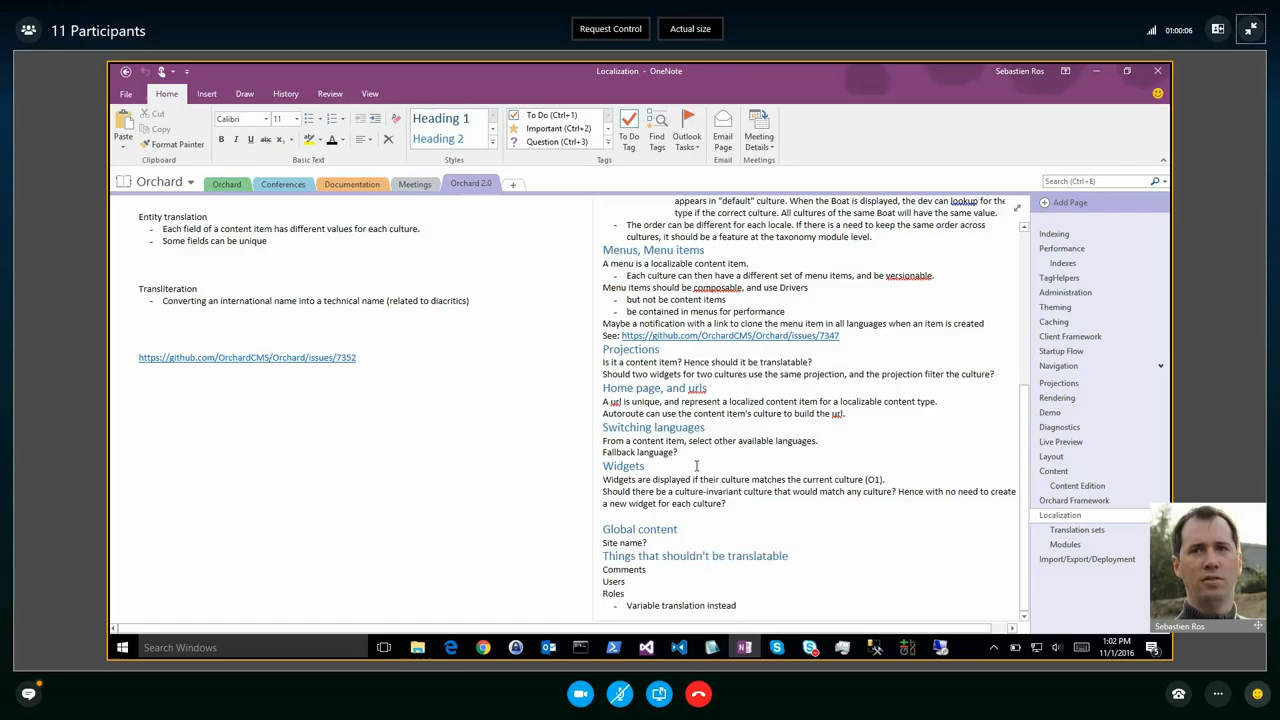 11 Participants
Request Control
Actual size
01:00:06
Localization - OneNote
Sebastien Ros
File
Home
Insert
Draw
History
Review
View
Paste
Cut
Copy
Format Painter
Clipboard
Calibri
11
B I U abc x₂
A
Basic Text
Heading 1
Heading 2
Styles
To Do (Ctrl+1)
Important (Ctrl+2)
Question (Ctrl+3)
To Do Tag
Find Tags
Outlook Tasks
Tags
Email Page
Email
Meeting Details
Meetings
Orchard
Orchard
Conferences
Documentation
Meetings
Orchard 2.0
Search (Ctrl+E)
Entity translation
- Each field of a content item has different values for each culture.
- Some fields can be unique
Transliteration
- Converting an international name into a technical name (related to diacritics)
https://github.com/OrchardCMS/Orchard/issues/7352
appears in "default" culture. When the Boat is displayed, the dev can lookup for the
type if the correct culture. All cultures of the same Boat will have the same value.
- The order can be different for each locale. If there is a need to keep the same order across
cultures, it should be a feature at the taxonomy module level.
Menus, Menu items
A menu is a localizable content item.
- Each culture can then have a different set of menu items, and be versionable.
Menu items should be composable, and use Drivers
- but not be content items
- be contained in menus for performance
Maybe a notification with a link to clone the menu item in all languages when an item is created
See: https://github.com/OrchardCMS/Orchard/issues/7347
Projections
Is it a content item? Hence should it be translatable?
Should two widgets for two cultures use the same projection, and the projection filter the culture?
Home page, and urls
A url is unique, and represent a localized content item for a localizable content type.
Autoroute can use the content item's culture to build the url.
Switching languages
From a content item, select other available languages.
Fallback language?
Widgets
Widgets are displayed if their culture matches the current culture (O1).
Should there be a culture-invariant culture that would match any culture? Hence with no need to create
a new widget for each culture?
Global content
Site name?
Things that shouldn't be translatable
Comments
Users
Roles
- Variable translation instead
Add Page
Indexing
Performance
Indexes
TagHelpers
Administration
Theming
Caching
Client Framework
Startup Flow
Navigation
Projections
Rendering
Demo
Diagnostics
Live Preview
Layout
Content
Content Edition
Orchard Framework
Localization
Translation sets
Modules
Import/Export/Deployment
Sebastien Ros
Search Windows
1:02 PM
11/1/2016